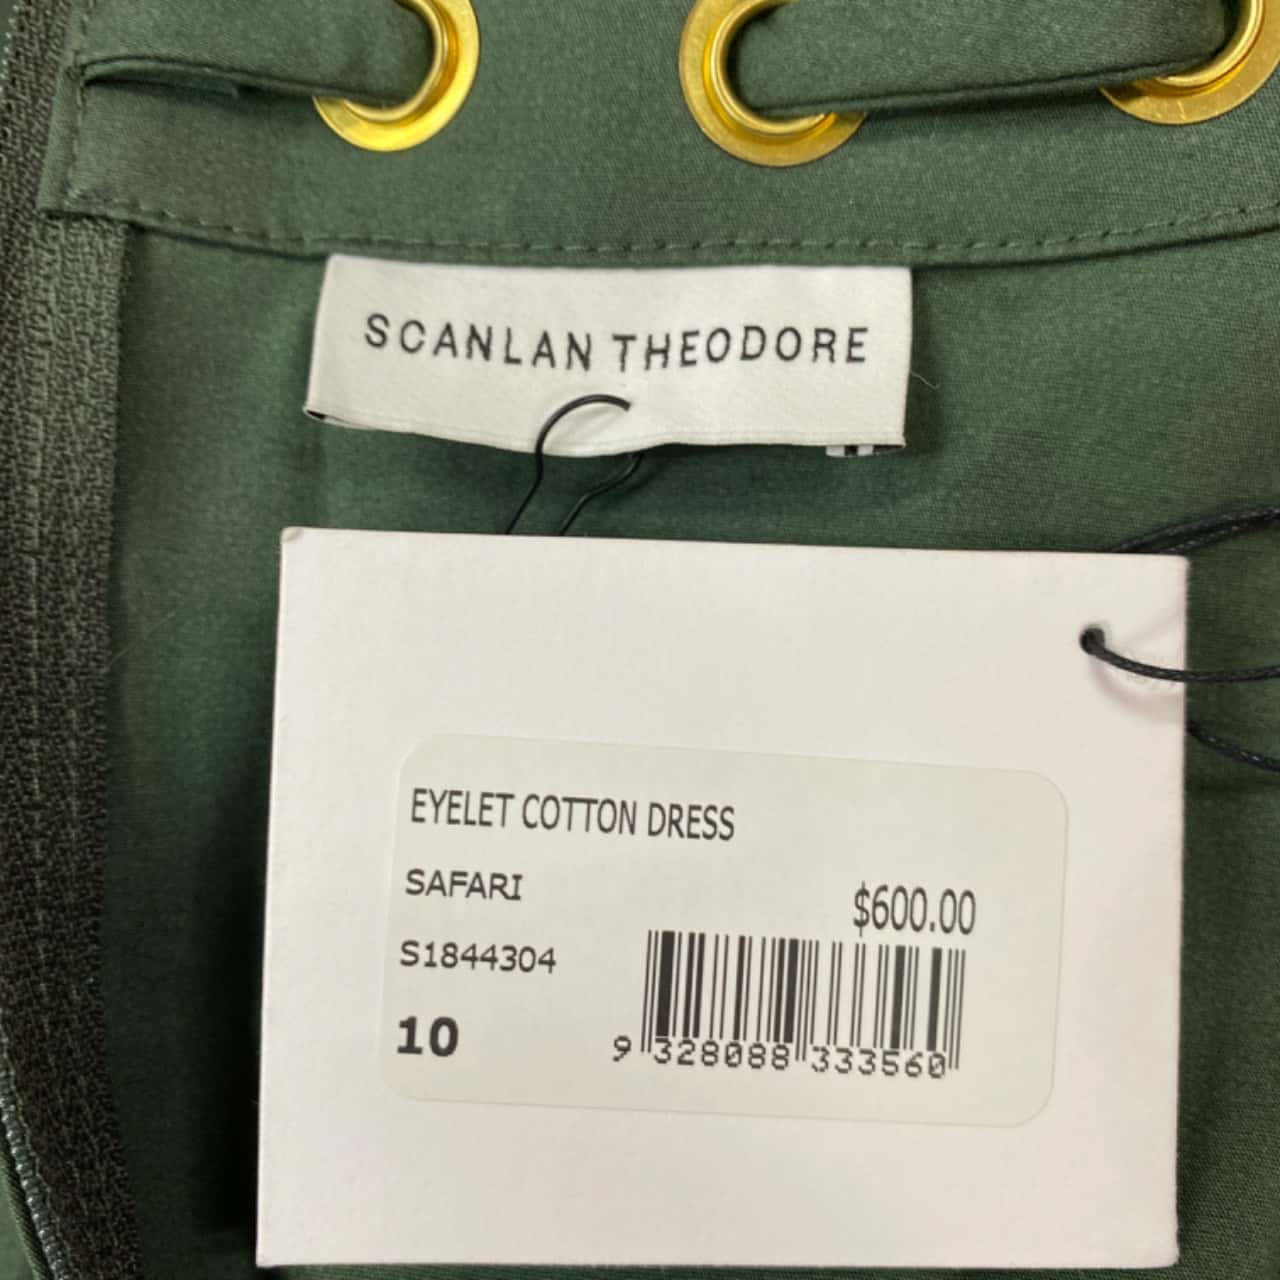 SCANLAN THEODORE
EYELET COTTON DRESS
SAFARI
$600.00
S1844304
10
9 328088 333560